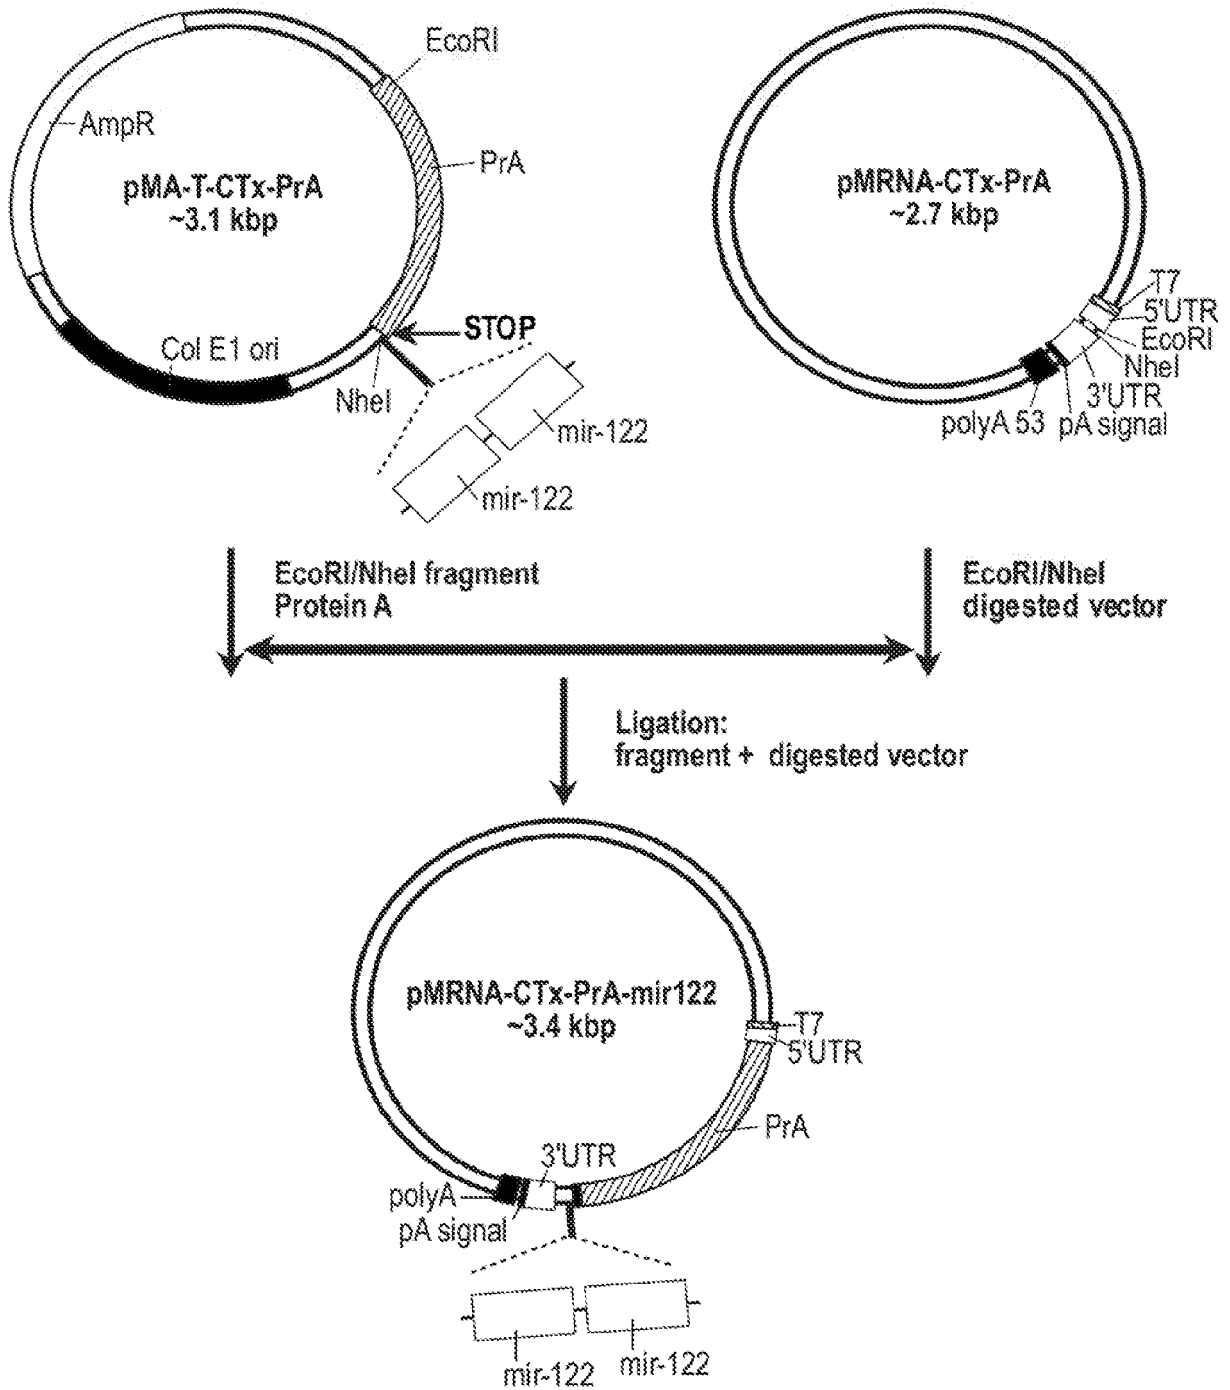 EcoRI
AmpR
PrA
pMA-T-CTx-PrA
~3.1 kbp
STOP
Col E1 ori
NheI
mir-122
mir-122
pMRNA-CTx-PrA
~2.7 kbp
T7
5'UTR
EcoRI
NheI
3'UTR
polyA 53
pA signal
EcoRI/NheI fragment
Protein A
EcoRI/NheI
digested vector
Ligation:
fragment + digested vector
pMRNA-CTx-PrA-mir122
~3.4 kbp
T7
5'UTR
PrA
3'UTR
polyA
pA signal
mir-122
mir-122